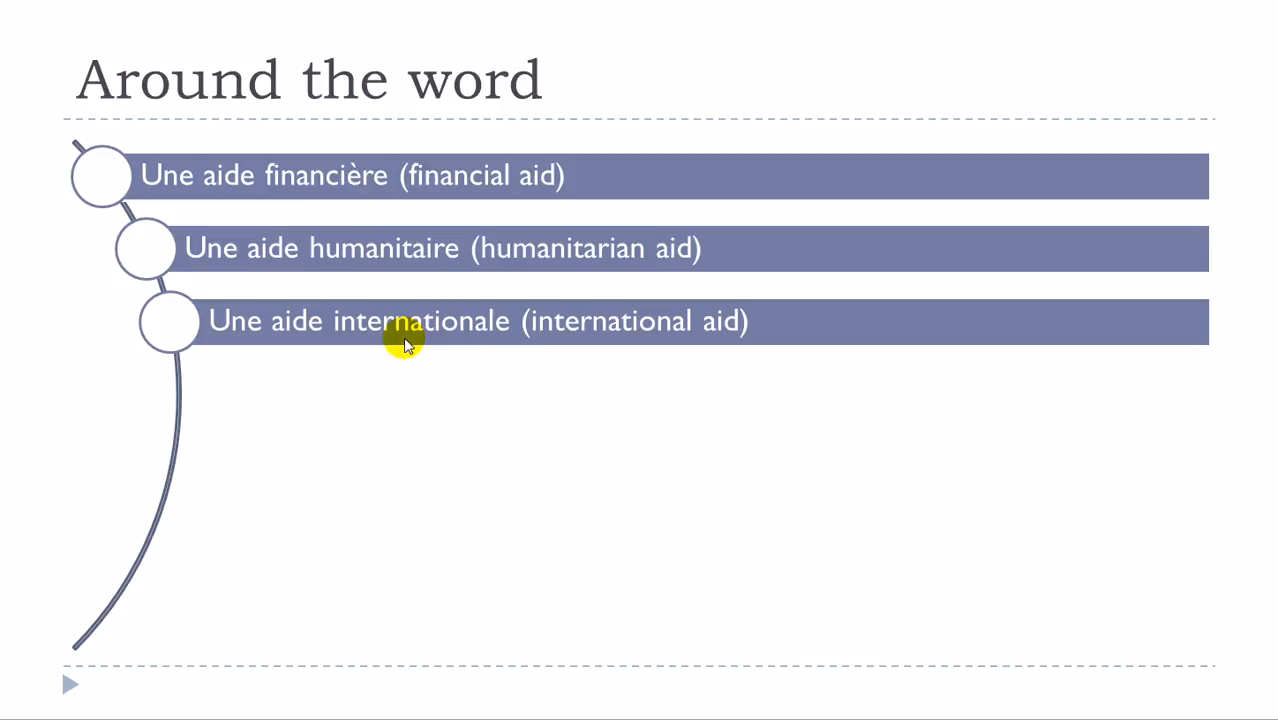 Around the word
Une aide financière (financial aid)
Une aide humanitaire (humanitarian aid)
Une aide internationale (international aid)